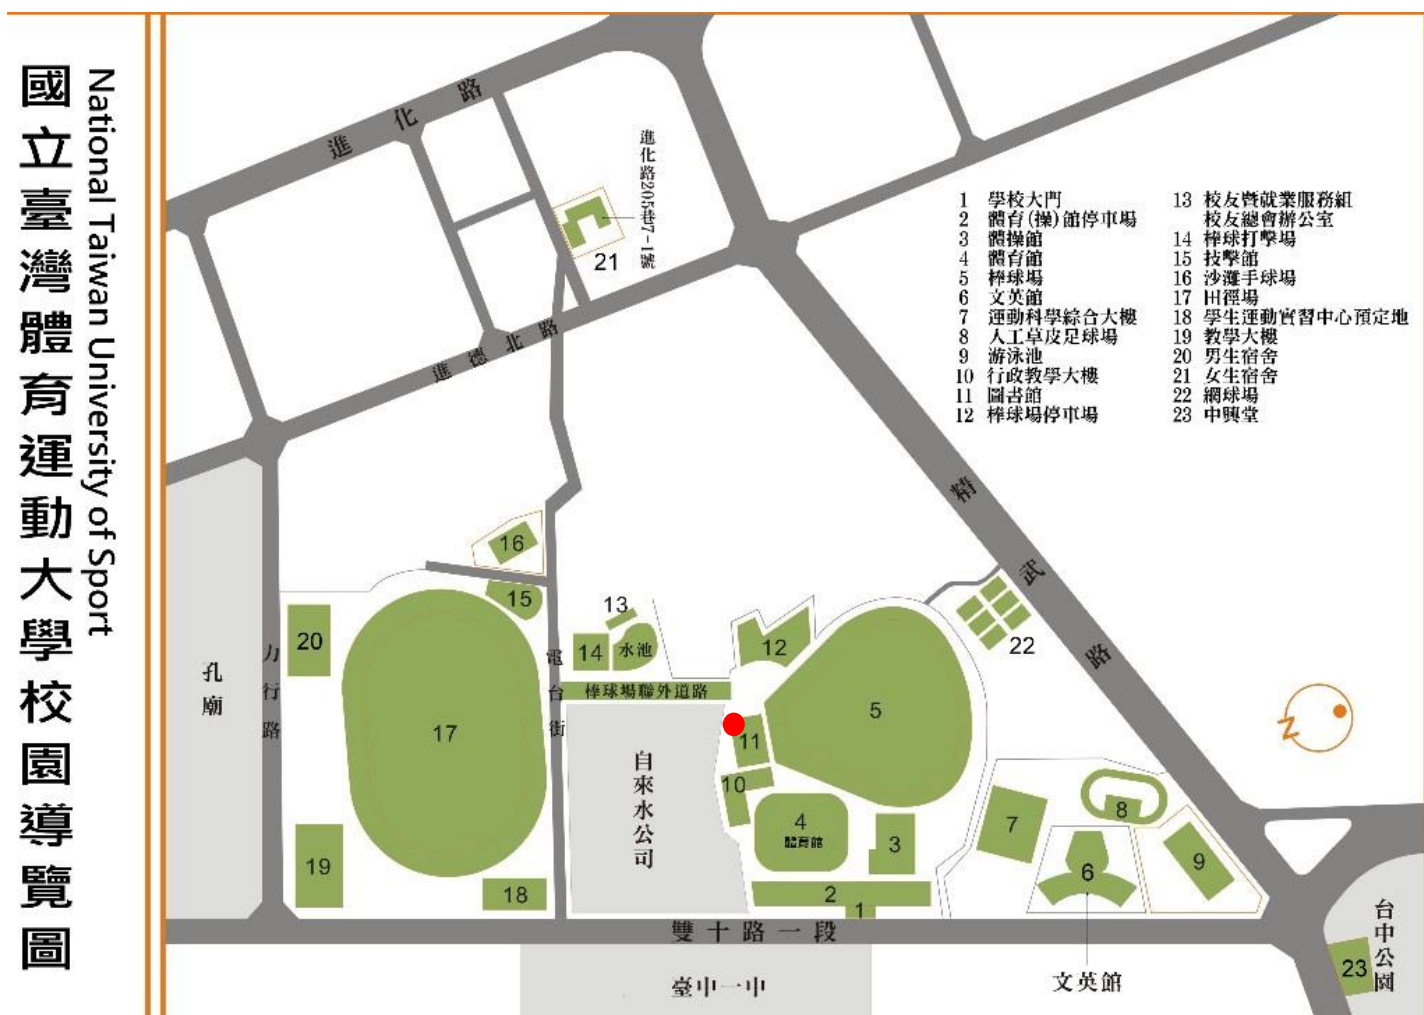 國立臺灣體育運動大學校園導覽圖
National Taiwan University of Sport
進化路
進化路205巷7-1號
21
進德北路
1 學校大門
2 體育(操)館停車場
3 體操館
4 體育館
5 棒球場
6 文英館
7 運動科學綜合大樓
8 人工草皮足球場
9 游泳池
10 行政教學大樓
11 圖書館
12 棒球場停車場
13 校友暨就業服務組
校友總會辦公室
14 棒球打擊場
15 技擊館
16 沙灘手球場
17 田徑場
18 學生運動實習中心預定地
19 教學大樓
20 男生宿舍
21 女生宿舍
22 網球場
23 中興堂
精武路
16
15
13
20
14
水池
12
22
孔廟
力行路
電台街
棒球場聯外道路
17
5
11
自來水公司
10
4
體育館
3
7
8
9
6
19
18
2
1
雙十路一段
臺中一中
文英館
台中公園
23
Z